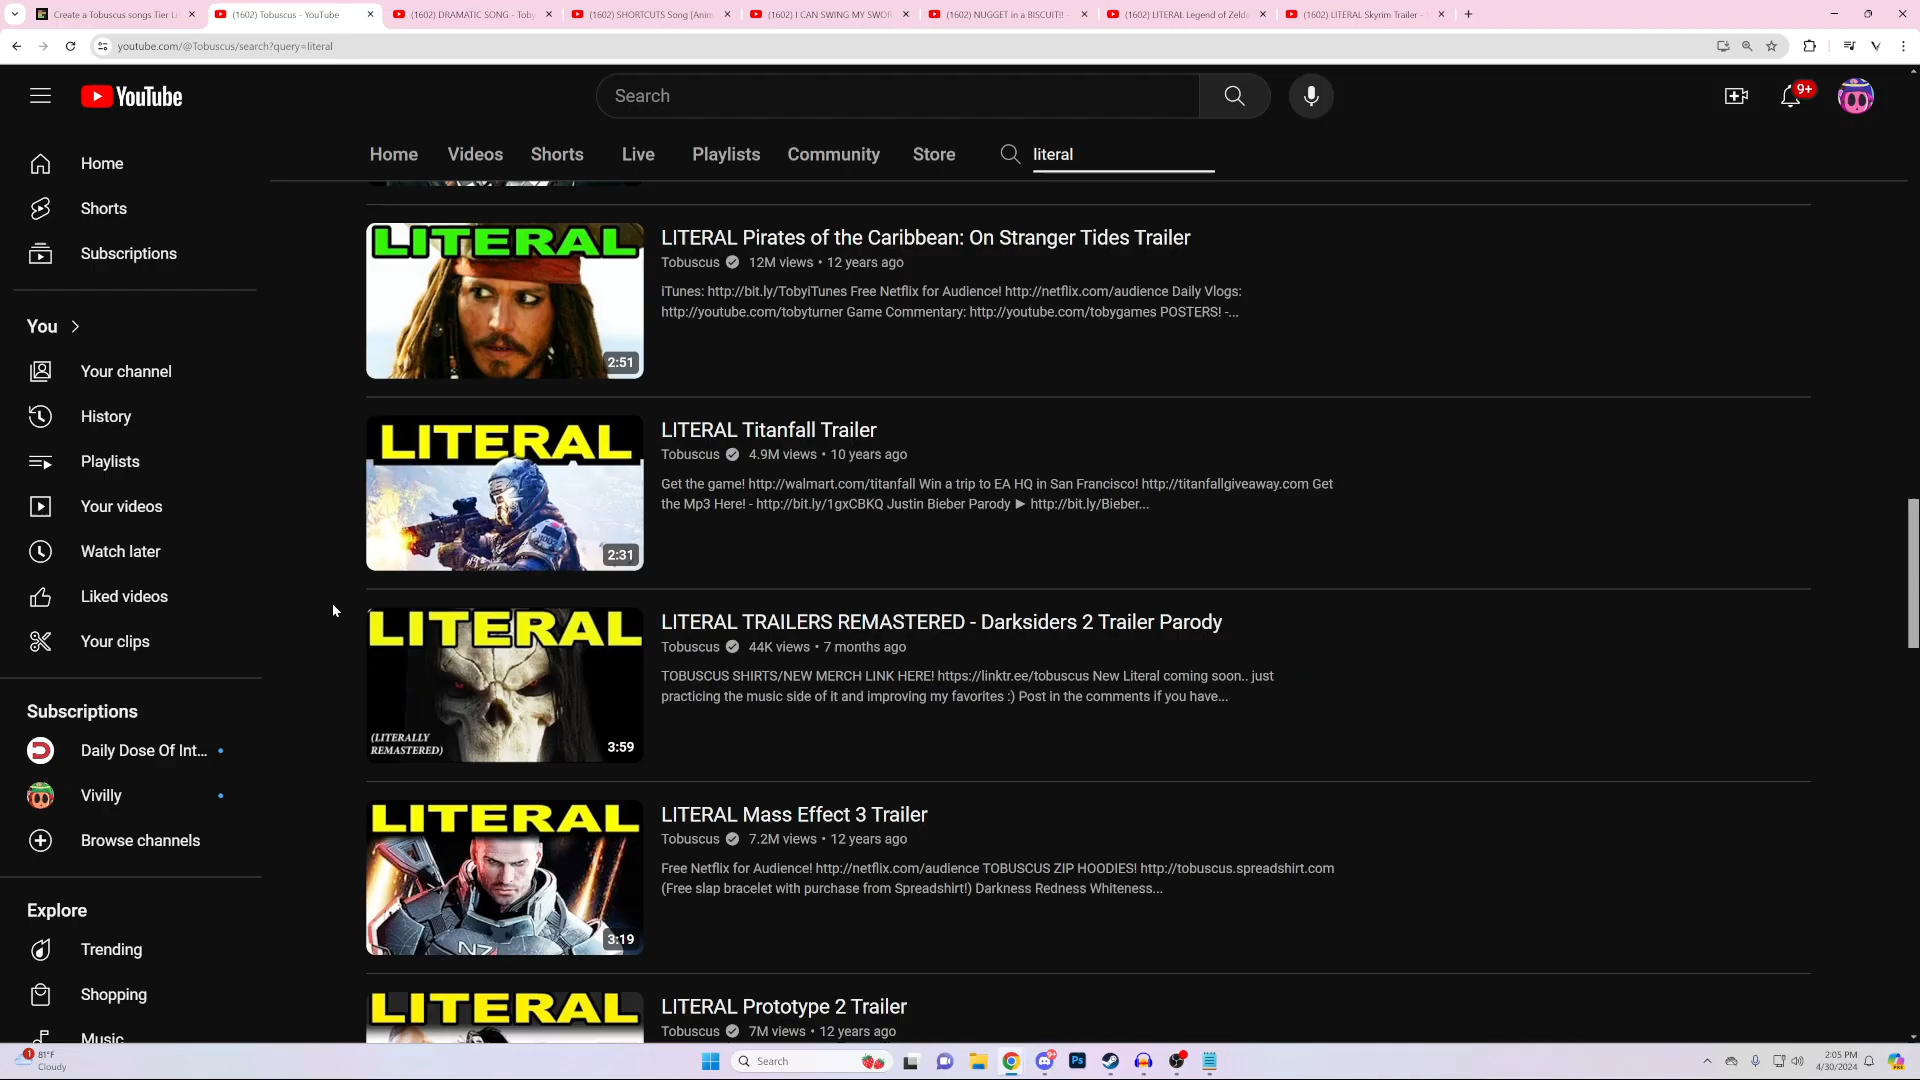 Create a Tobuscus songs Tier Li
(1602) Tobuscus - YouTube
(1602) DRAMATIC SONG - Toby
(1602) SHORTCUTS Song [Anim
(1602) I CAN SWING MY SWOR
(1602) NUGGET in a BISCUIT!! -
(1602) LITERAL Legend of Zelda
(1602) LITERAL Skyrim Trailer -
youtube.com/@Tobuscus/search?query=literal
YouTube
Search
9+
Home
Videos
Shorts
Live
Playlists
Community
Store
literal
Home
Shorts
Subscriptions
You
Your channel
History
Playlists
Your videos
Watch later
Liked videos
Your clips
Subscriptions
Daily Dose Of Int...
Vivilly
Browse channels
Explore
Trending
Shopping
Music
LITERAL
2:51
LITERAL Pirates of the Caribbean: On Stranger Tides Trailer
Tobuscus 12M views • 12 years ago
iTunes: http://bit.ly/TobyiTunes Free Netflix for Audience! http://netflix.com/audience Daily Vlogs:
http://youtube.com/tobyturner Game Commentary: http://youtube.com/tobygames POSTERS! -...
LITERAL
2:31
LITERAL Titanfall Trailer
Tobuscus 4.9M views • 10 years ago
Get the game! http://walmart.com/titanfall Win a trip to EA HQ in San Francisco! http://titanfallgiveaway.com Get
the Mp3 Here! - http://bit.ly/1gxCBKQ Justin Bieber Parody ► http://bit.ly/Bieber...
LITERAL
(LITERALLY
REMASTERED)
3:59
LITERAL TRAILERS REMASTERED - Darksiders 2 Trailer Parody
Tobuscus 44K views • 7 months ago
TOBUSCUS SHIRTS/NEW MERCH LINK HERE! https://linktr.ee/tobuscus New Literal coming soon.. just
practicing the music side of it and improving my favorites :) Post in the comments if you have...
LITERAL
N7
3:19
LITERAL Mass Effect 3 Trailer
Tobuscus 7.2M views • 12 years ago
Free Netflix for Audience! http://netflix.com/audience TOBUSCUS ZIP HOODIES! http://tobuscus.spreadshirt.com
(Free slap bracelet with purchase from Spreadshirt!) Darkness Redness Whiteness...
LITERAL
LITERAL Prototype 2 Trailer
Tobuscus 7M views • 12 years ago
1
81°F
Cloudy
Search
Ps
2:05 PM
4/30/2024